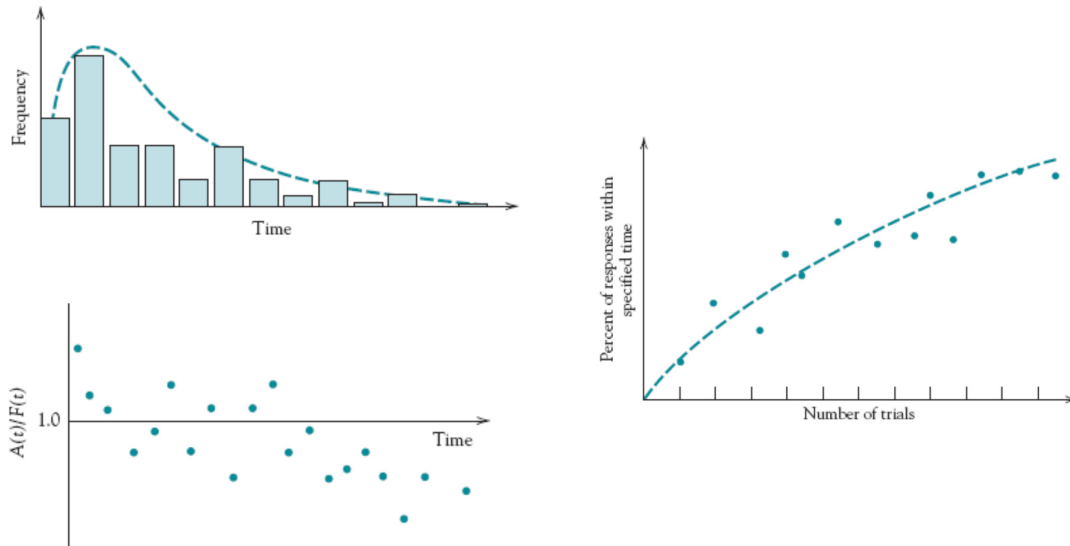 Frequency
Time
A(t)/F(t)
1.0
Time
Percent of responses within
specified time
Number of trials